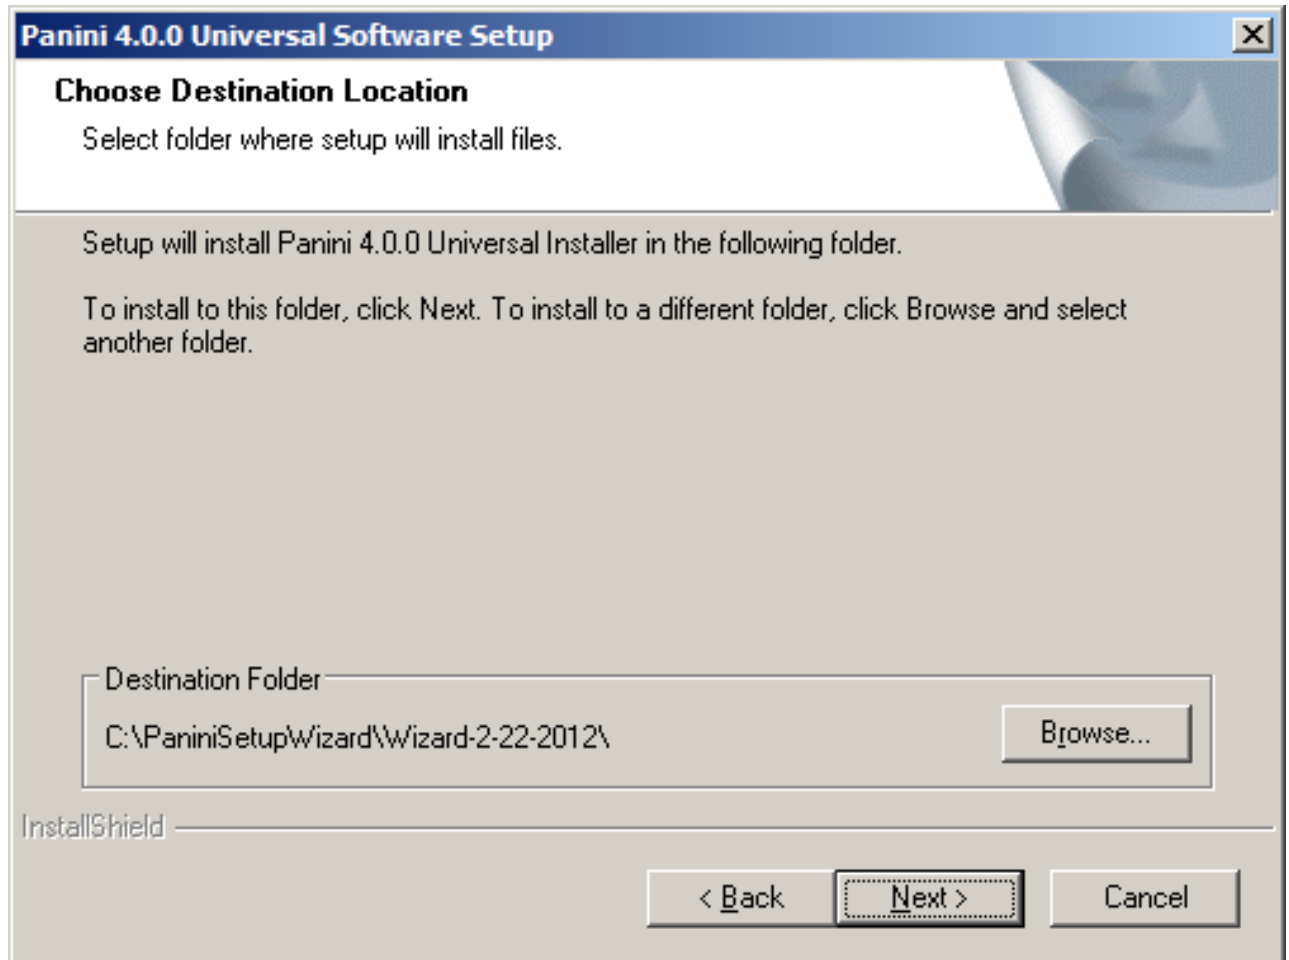 Panini 4.0.0 Universal Software Setup
Choose Destination Location
Select folder where setup will install files.
Setup will install Panini 4.0.0 Universal Installer in the following folder.
To install to this folder, click Next. To install to a different folder, click Browse and select
another folder.
Destination Folder
C:\PaniniSetupWizard\Wizard-2-22-2012\
Browse...
InstallShield
< Back
Next >
Cancel